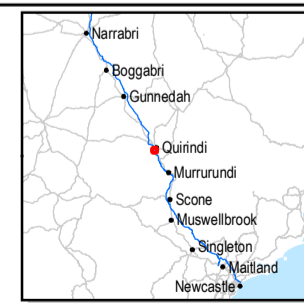 Narrabri
Boggabri
Gunnedah
Quirindi
Murrurundi
Scone
Muswellbrook
Singleton
Maitland
Newcastle